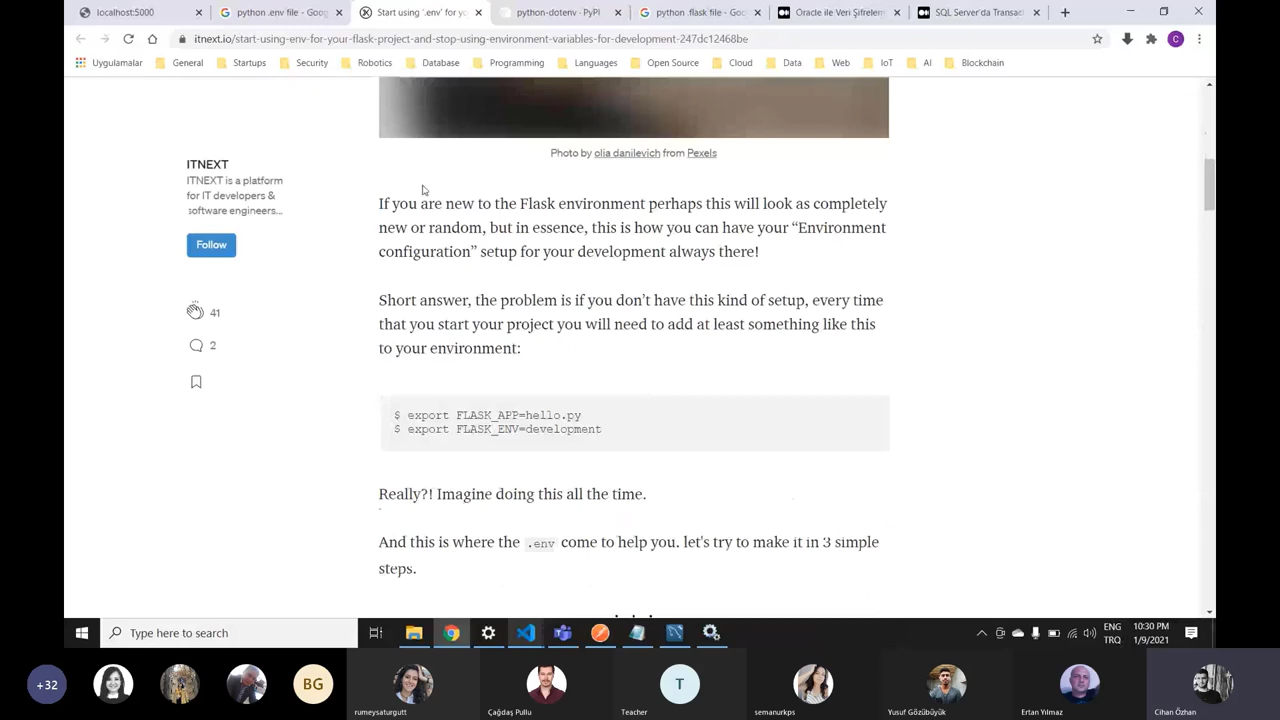 localhost:5000
python .env file - Goog
Start using '.env' for yo
python-dotenv - PyPI
python .flask file - Goo
Oracle ile Veri Şifrelem
SQL Server'da Transac
itnext.io/start-using-env-for-your-flask-project-and-stop-using-environment-variables-for-development-247dc12468be
C
Uygulamalar
General
Startups
Security
Robotics
Database
Programming
Languages
Open Source
Cloud
Data
Web
IoT
AI
Blockchain
Photo by olia danilevich from Pexels
ITNEXT
ITNEXT is a platform
for IT developers &
software engineers...
Follow
41
2
If you are new to the Flask environment perhaps this will look as completely
new or random, but in essence, this is how you can have your “Environment
configuration” setup for your development always there!
Short answer, the problem is if you don’t have this kind of setup, every time
that you start your project you will need to add at least something like this
to your environment:
$ export FLASK_APP=hello.py
$ export FLASK_ENV=development
Really?! Imagine doing this all the time.
And this is where the .env come to help you. let's try to make it in 3 simple
steps.
Type here to search
ENG
TRQ
10:30 PM
1/9/2021
+32
BG
rumeysaturgutt
Çağdaş Pullu
T
Teacher
semanurkps
Yusuf Gözübüyük
Ertan Yılmaz
Cihan Özhan